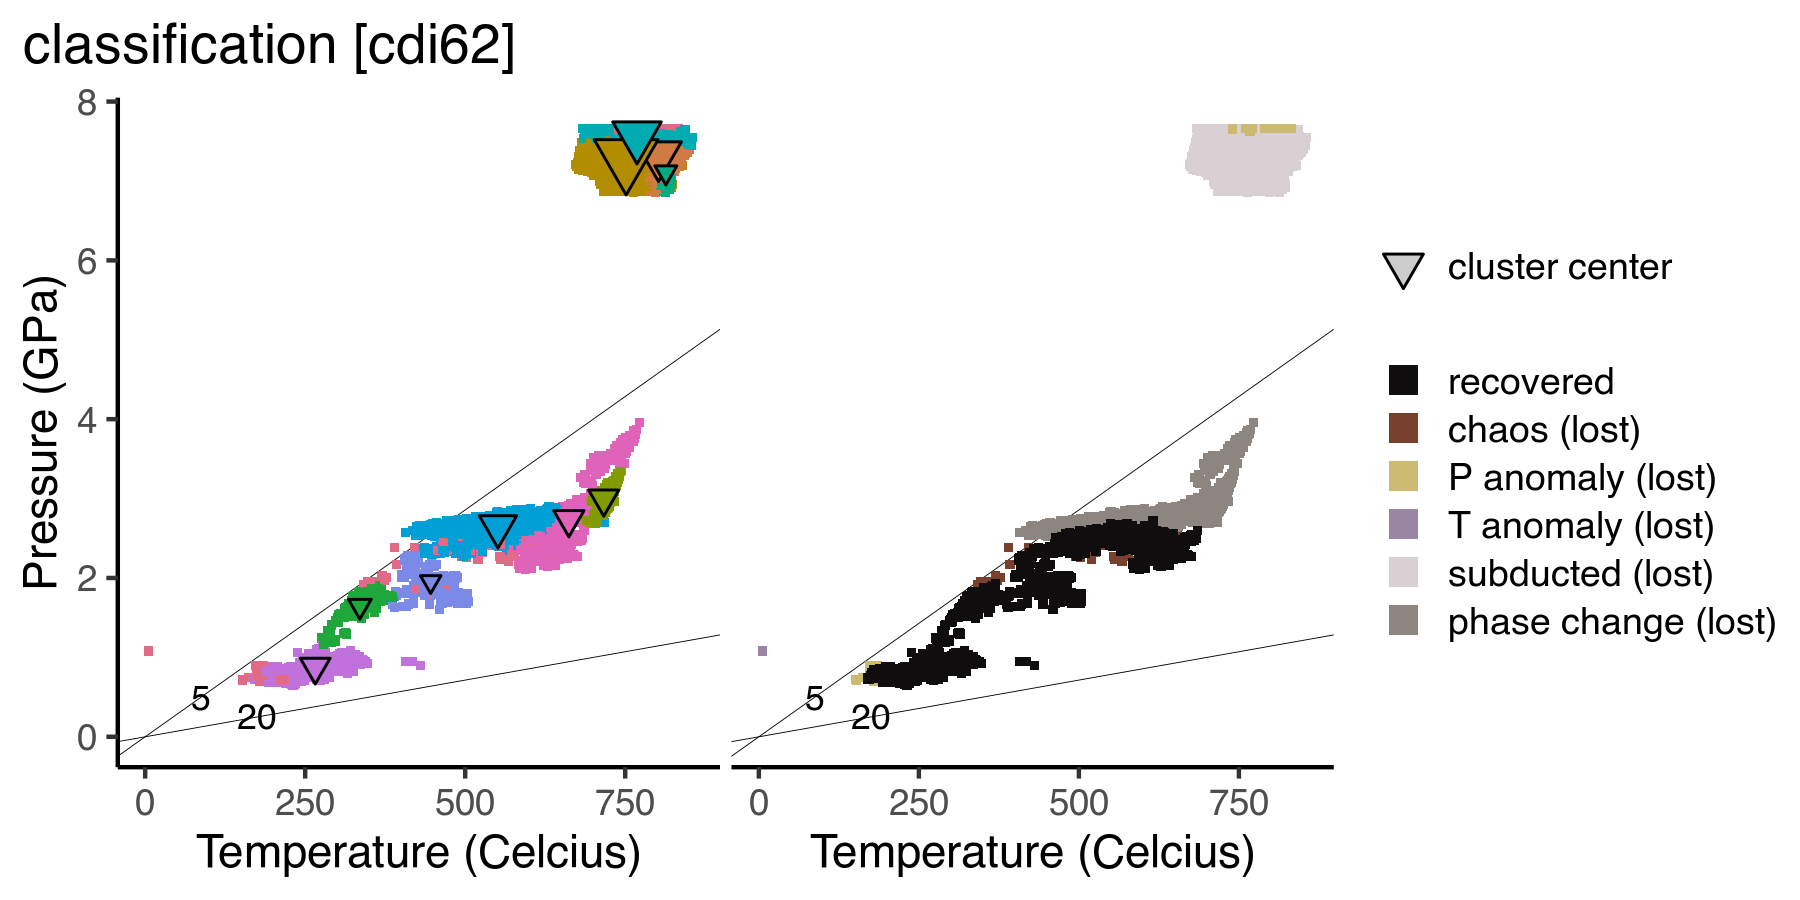 classification [cdi62]
8
6
4
2
0
Pressure (GPa)
5
20
5
20
0
250
500
750
0
250
500
750
Temperature (Celcius)
Temperature (Celcius)
cluster center
recovered
chaos (lost)
P anomaly (lost)
T anomaly (lost)
subducted (lost)
phase change (lost)